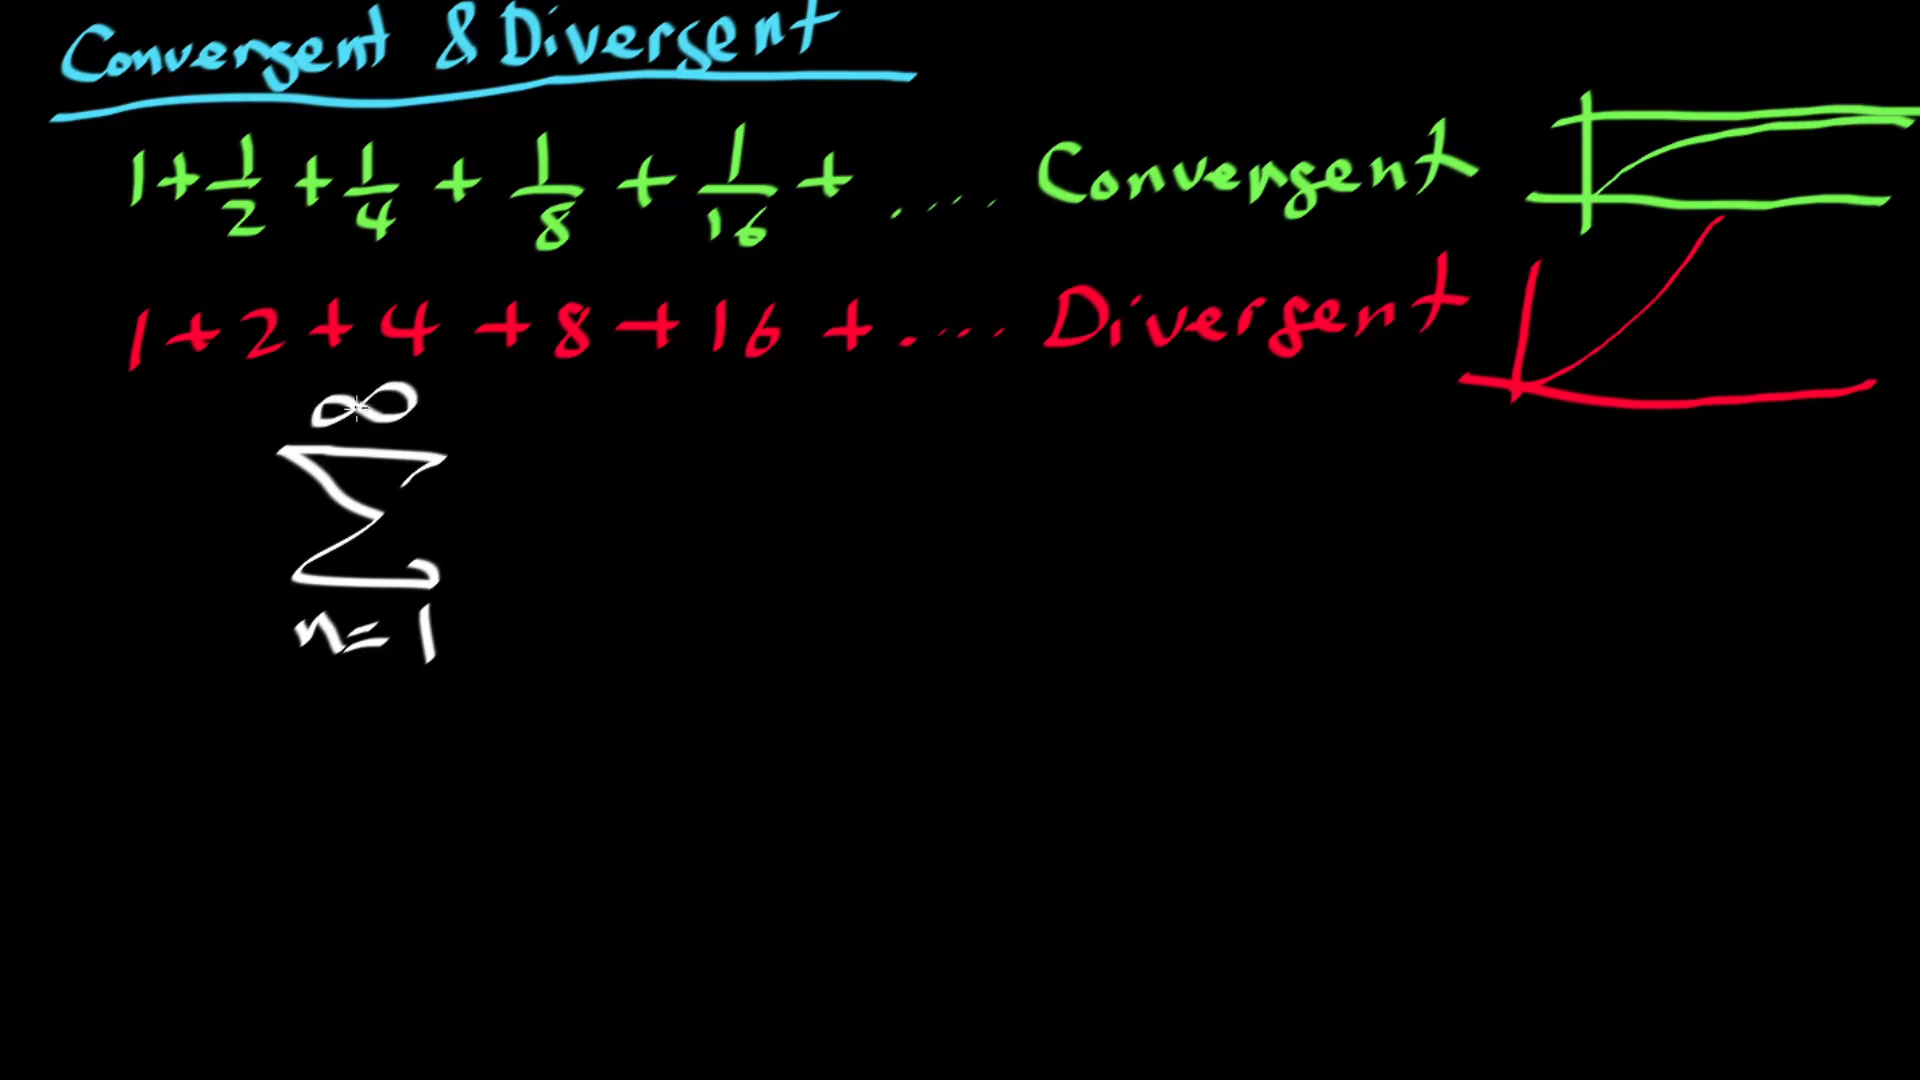 Convergent & Divergent
1 + 1/2 + 1/4 + 1/8 + 1/16 + .... Convergent
1 + 2 + 4 + 8 + 16 + .... Divergent
∞
∑
n=1